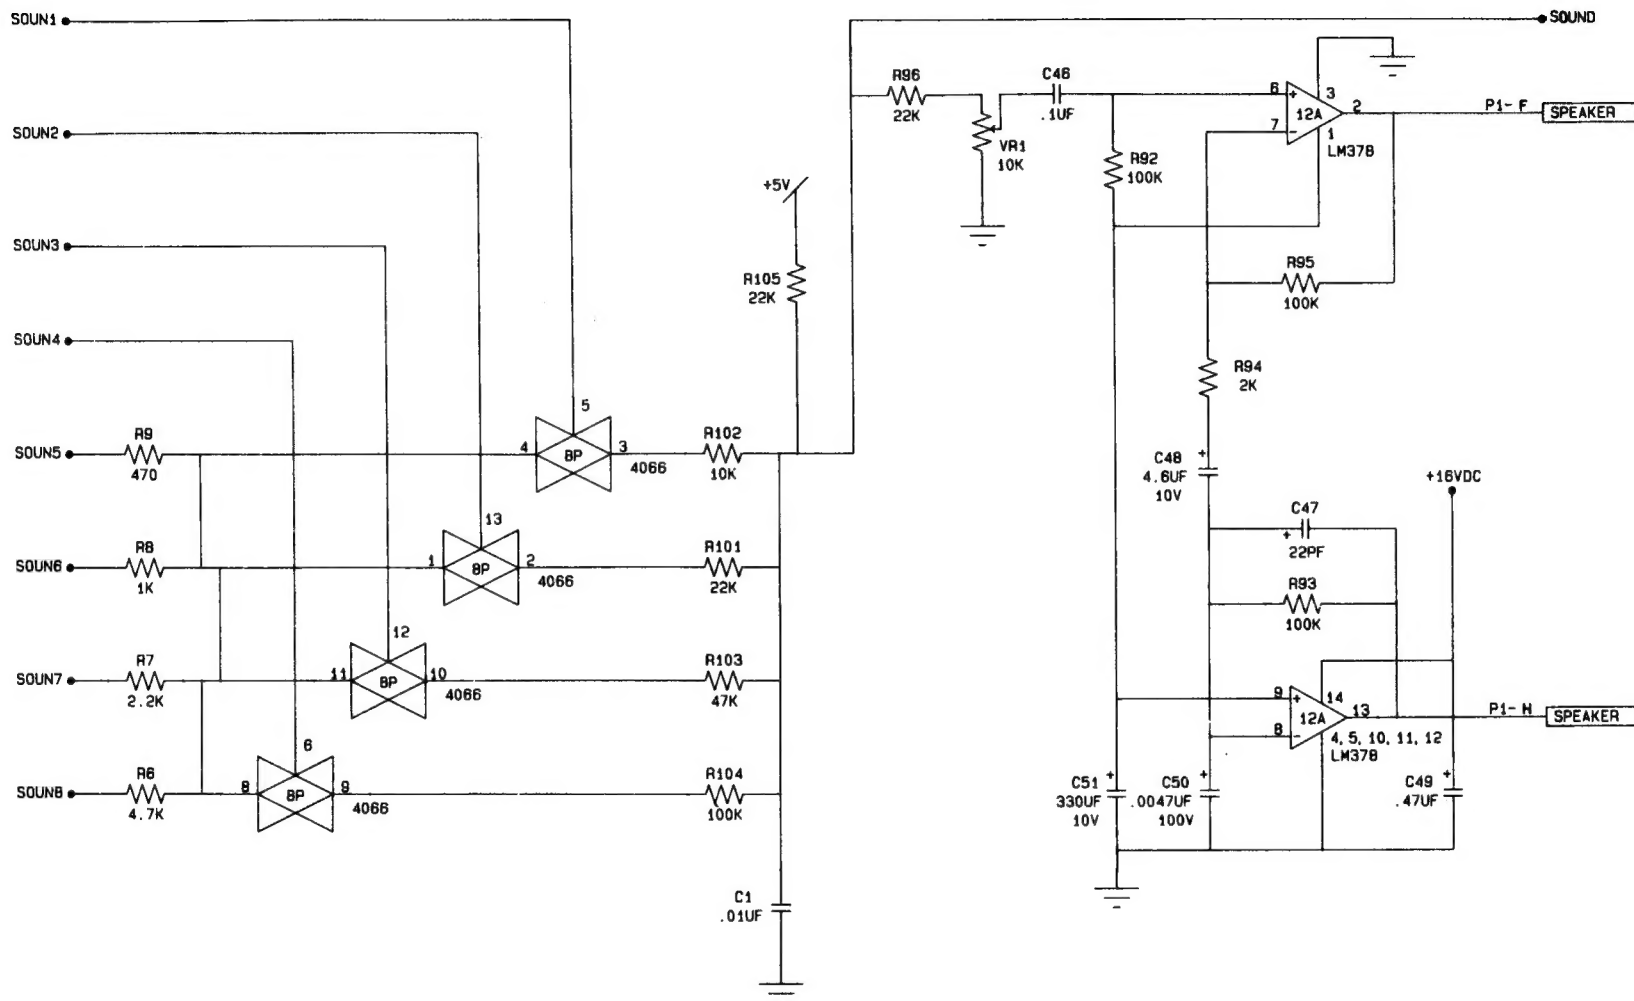 SOUN1
SOUND
SOUN2
SOUN3
SOUN4
+5V
R105
22K
R96
22K
VR1
10K
C46
.1UF
R92
100K
6 +
7 -
12A
3
2
1
LM378
P1- F
SPEAKER
R95
100K
R94
2K
C48
+
4.6UF
10V
SOUN5
R9
470
4
5
8P
3
4066
R102
10K
SOUN6
R8
1K
1
13
8P
2
4066
R101
22K
SOUN7
R7
2.2K
11
12
8P
10
4066
R103
47K
SOUN8
R6
4.7K
8
6
8P
9
4066
R104
100K
C1
.01UF
+16VDC
C47
+
22PF
R93
100K
9 +
8 -
12A
14
13
4, 5, 10, 11, 12
LM378
P1- H
SPEAKER
C51
+
330UF
10V
C50
+
.0047UF
100V
C49
+
.47UF